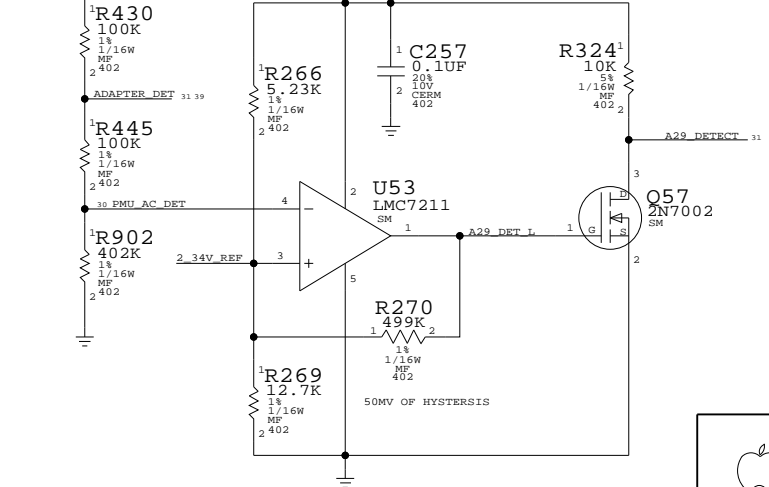 1 R430
100K
1%
1/16W
MF
2 402
ADAPTER_DET 31 39
1 R445
100K
1%
1/16W
MF
2 402
30 PMU_AC_DET
1 R902
402K
1%
1/16W
MF
2 402
1 R266
5.23K
1%
1/16W
MF
2 402
2_34V_REF
1 C257
0.1UF
20%
10V
2 CERM
402
R324 1
10K
5%
1/16W
MF
402 2
A29_DETECT 31
U53
LMC7211
SM
2
4
3
1
5
A29_DET_L
3
D
1 G
S
2
Q57
2N7002
SM
R270
499K
1 2
1%
1/16W
MF
402
1 R269
12.7K
1%
1/16W
MF
2 402
50MV OF HYSTERSIS